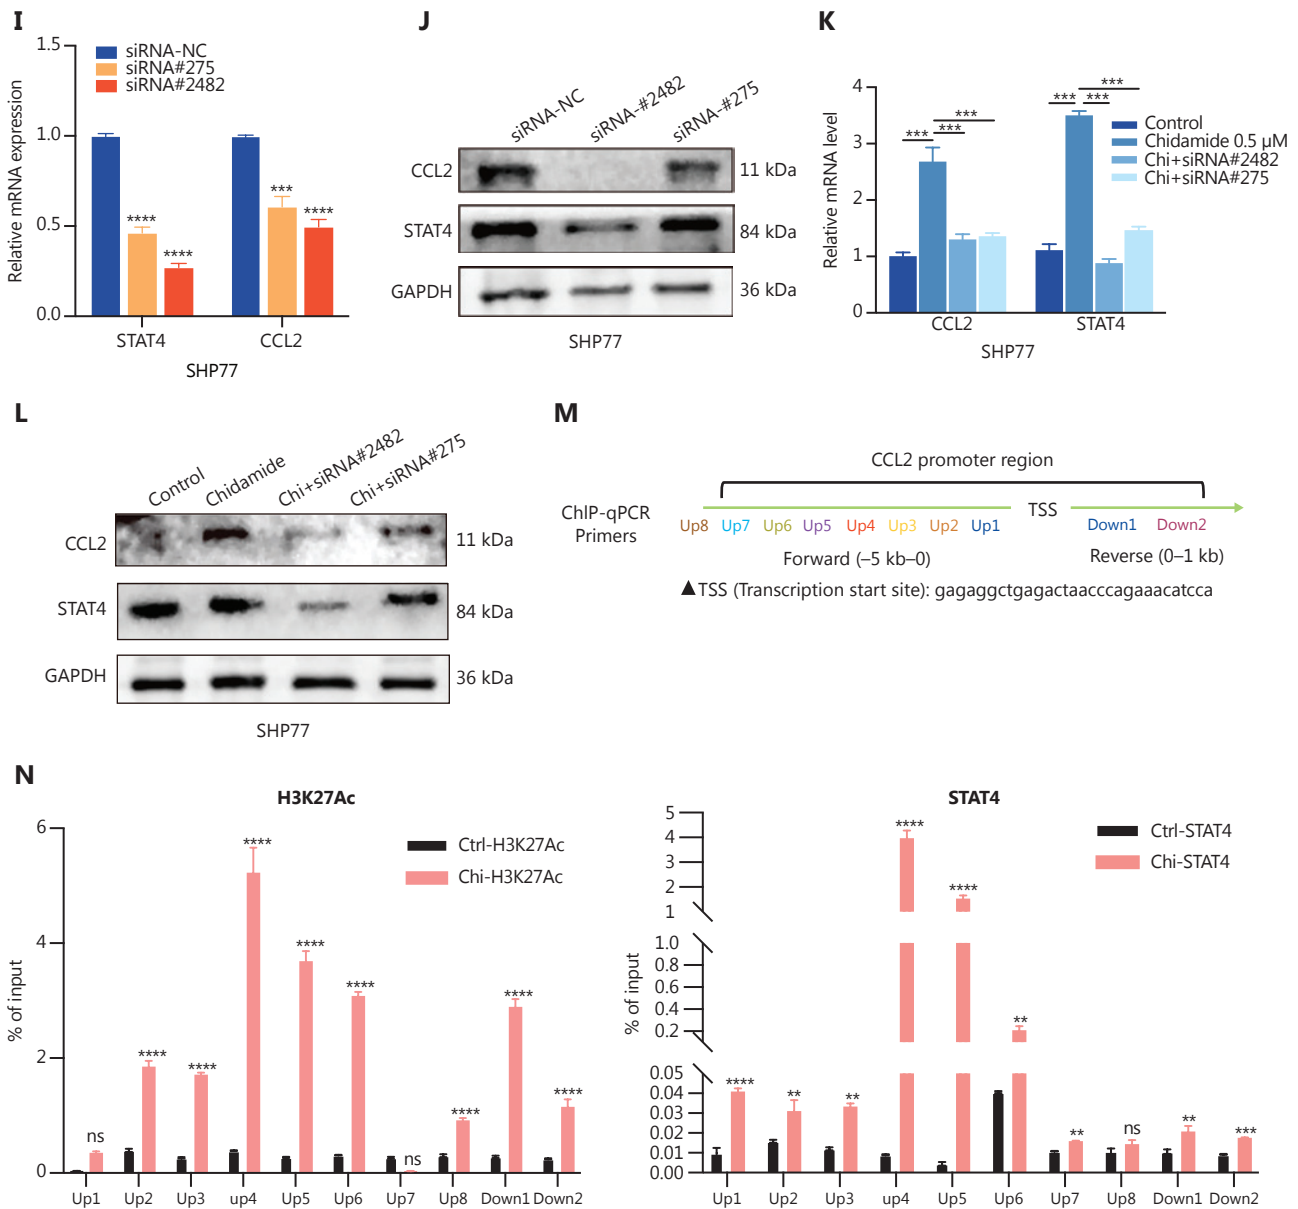 I
1.5
1.0
0.5
0.0
Relative mRNA expression
siRNA-NC
siRNA#275
siRNA#2482
****
****
***
****
STAT4
CCL2
SHP77
J
siRNA-NC
siRNA-#2482
siRNA-#275
CCL2
11 kDa
STAT4
84 kDa
GAPDH
36 kDa
SHP77
K
4
3
2
1
0
Relative mRNA level
***
***
***
***
***
***
Control
Chidamide 0.5 μM
Chi+siRNA#2482
Chi+siRNA#275
CCL2
STAT4
SHP77
L
Control
Chidamide
Chi+siRNA#2482
Chi+siRNA#275
CCL2
11 kDa
STAT4
84 kDa
GAPDH
36 kDa
SHP77
M
CCL2 promoter region
ChIP-qPCR
Primers
Up8 Up7 Up6 Up5 Up4 Up3 Up2 Up1 TSS Down1 Down2
Forward (–5 kb–0)
Reverse (0–1 kb)
▲TSS (Transcription start site): gagaggctgagactaacccagaaacatcca
N
H3K27Ac
6
4
2
0
% of input
Ctrl-H3K27Ac
Chi-H3K27Ac
ns
****
****
****
****
****
ns
****
****
****
Up1 Up2 Up3 up4 Up5 Up6 Up7 Up8 Down1 Down2
STAT4
5
4
3
2
1
1.0
0.8
0.6
0.4
0.2
0.05
0.04
0.03
0.02
0.01
0.00
% of input
Ctrl-STAT4
Chi-STAT4
****
**
**
****
****
**
**
ns
**
***
Up1 Up2 Up3 up4 Up5 Up6 Up7 Up8 Down1 Down2